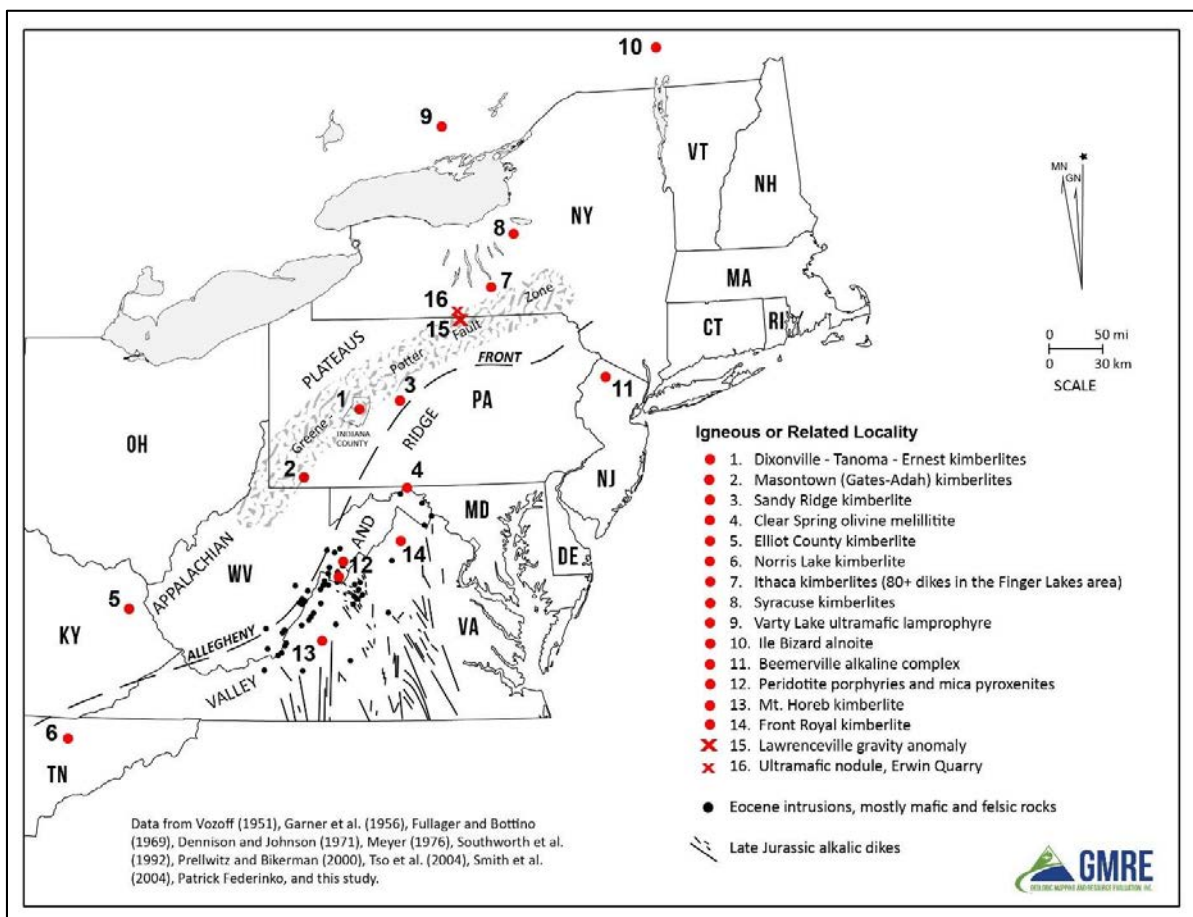 10
9
VT
NH
MN
GN
NY
8
MA
7
Zone
16
CT
RI
15
Fault
0 50 mi
0 30 km
SCALE
PLATEAUS
Potter
FRONT
11
3
PA
1
RIDGE
OH
Greene -
INDIANA
COUNTY
NJ
2
4
MD
AND
DE
APPALACHIAN
WV
14
12
5
KY
VA
ALLEGHENY
13
VALLEY
6
TN
Igneous or Related Locality
1. Dixonville - Tanoma - Ernest kimberlites
2. Masontown (Gates-Adah) kimberlites
3. Sandy Ridge kimberlite
4. Clear Spring olivine melillitite
5. Elliot County kimberlite
6. Norris Lake kimberlite
7. Ithaca kimberlites (80+ dikes in the Finger Lakes area)
8. Syracuse kimberlites
9. Varty Lake ultramafic lamprophyre
10. Ile Bizard alnoite
11. Beemerville alkaline complex
12. Peridotite porphyries and mica pyroxenites
13. Mt. Horeb kimberlite
14. Front Royal kimberlite
15. Lawrenceville gravity anomaly
16. Ultramafic nodule, Erwin Quarry
Eocene intrusions, mostly mafic and felsic rocks
Late Jurassic alkalic dikes
Data from Vozoff (1951), Garner et al. (1956), Fullager and Bottino
(1969), Dennison and Johnson (1971), Meyer (1976), Southworth et al.
(1992), Prellwitz and Bikerman (2000), Tso et al. (2004), Smith et al.
(2004), Patrick Federinko, and this study.
GMRE
GEOLOGIC MAPPING AND RESOURCE EVALUATION, INC.